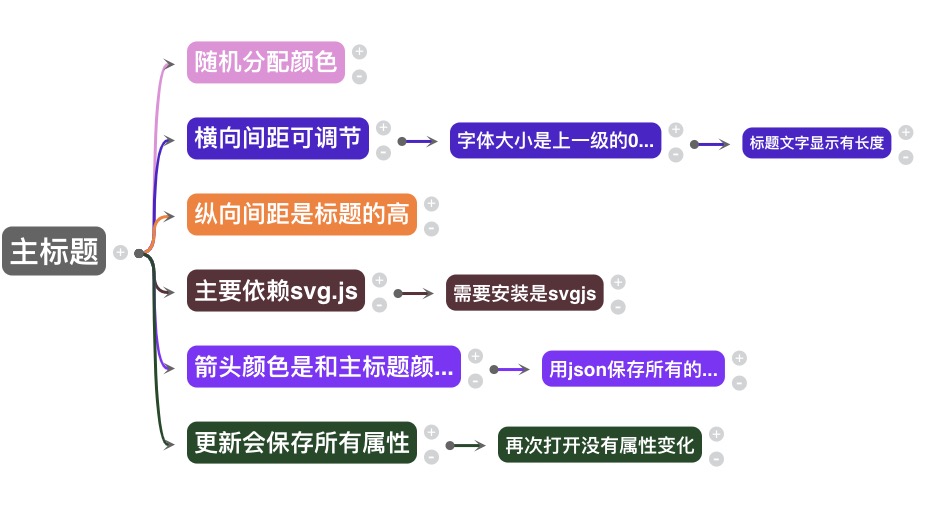 主标题
随机分配颜色
横向间距可调节
字体大小是上一级的0...
标题文字显示有长度
纵向间距是标题的高
主要依赖svg.js
需要安装是svgjs
箭头颜色是和主标题颜...
用json保存所有的...
更新会保存所有属性
再次打开没有属性变化